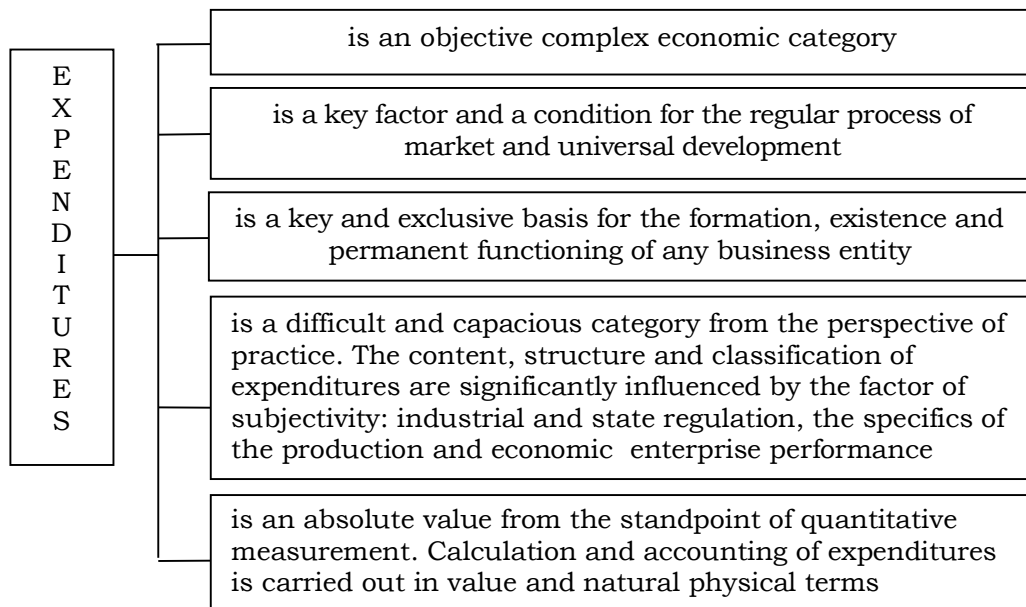 E
X
P
E
N
D
I
T
U
R
E
S
is an objective complex economic category
is a key factor and a condition for the regular process of
market and universal development
is a key and exclusive basis for the formation, existence and
permanent functioning of any business entity
is a difficult and capacious category from the perspective of
practice. The content, structure and classification of
expenditures are significantly influenced by the factor of
subjectivity: industrial and state regulation, the specifics of
the production and economic enterprise performance
is an absolute value from the standpoint of quantitative
measurement. Calculation and accounting of expenditures
is carried out in value and natural physical terms